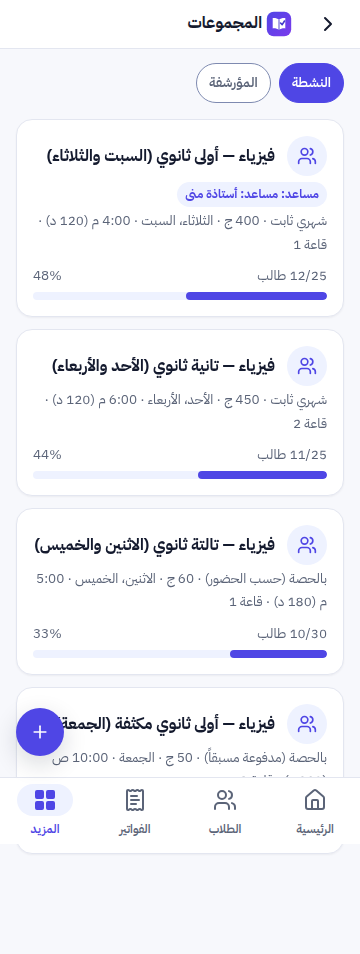 المجموعات
النشطة
المؤرشفة
فيزياء — أولى ثانوي (السبت والثلاثاء)
مساعد: مساعد: أستاذة منى
شهري ثابت · 400 ج · الثلاثاء، السبت · 4:00 م (120 د) ·
قاعة 1
12/25 طالب
48%
فيزياء — تانية ثانوي (الأحد والأربعاء)
شهري ثابت · 450 ج · الأحد، الأربعاء · 6:00 م (120 د) ·
قاعة 2
11/25 طالب
44%
فيزياء — تالتة ثانوي (الاثنين والخميس)
بالحصة (حسب الحضور) · 60 ج · الاثنين، الخميس · 5:00
م (180 د) · قاعة 1
10/30 طالب
33%
فيزياء — أولى ثانوي مكثفة (الجمعة
بالحصة (مدفوعة مسبقاً) · 50 ج · الجمعة · 10:00 ص
الرئيسية
الطلاب
الفواتير
المزيد